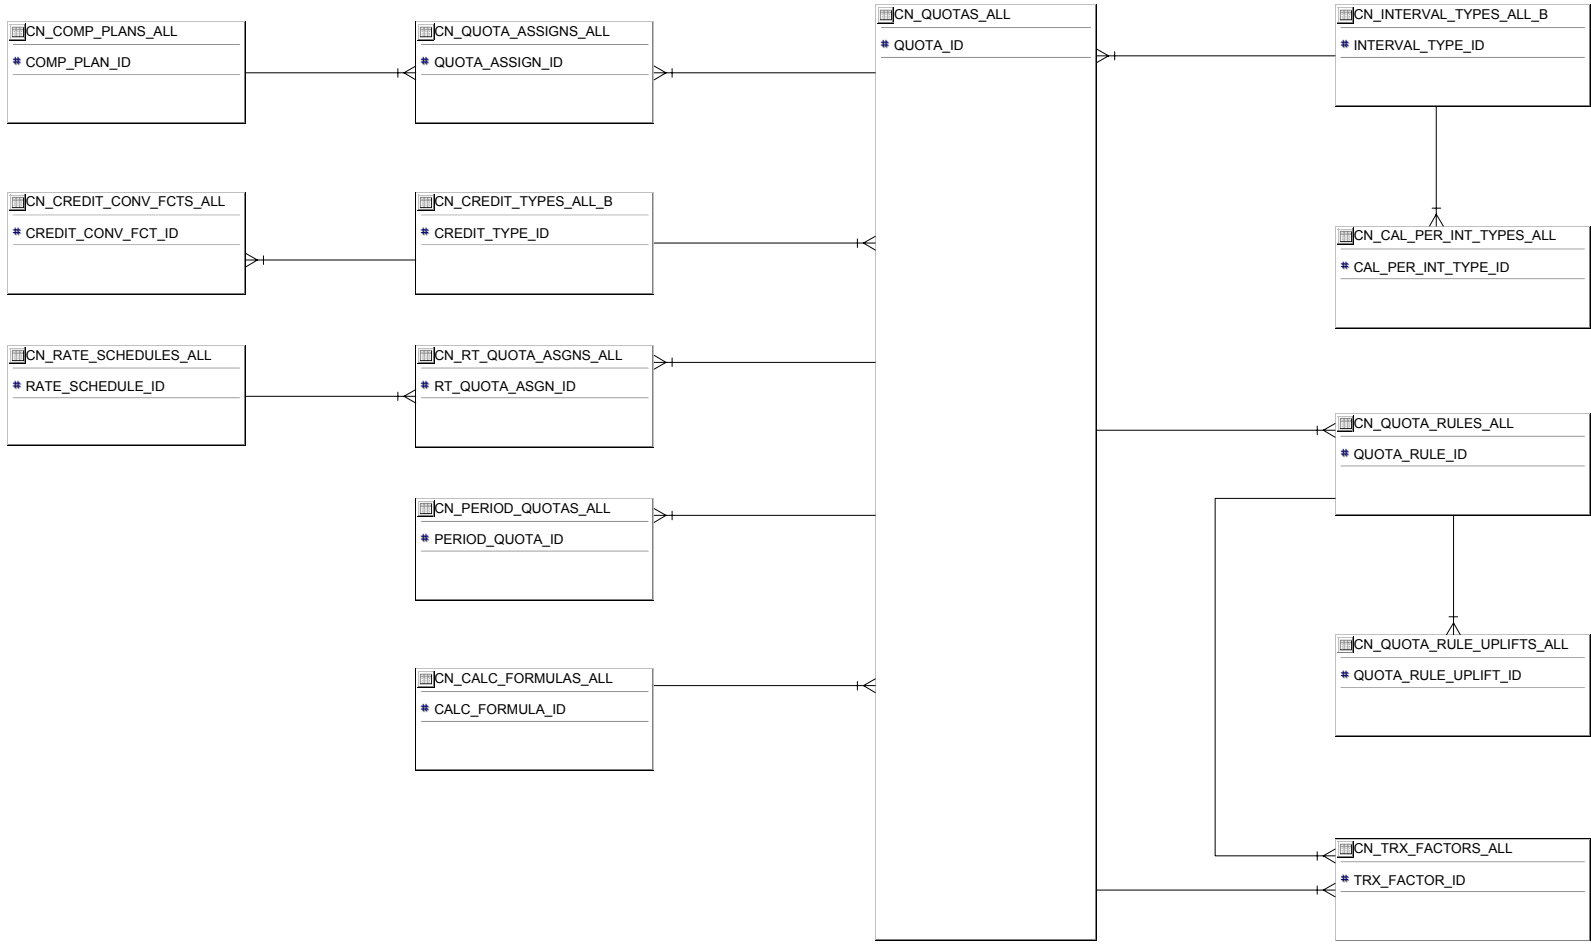 CN_COMP_PLANS_ALL
# COMP_PLAN_ID
CN_QUOTA_ASSIGNS_ALL
# QUOTA_ASSIGN_ID
CN_QUOTAS_ALL
# QUOTA_ID
CN_INTERVAL_TYPES_ALL_B
# INTERVAL_TYPE_ID
CN_CREDIT_CONV_FCTS_ALL
# CREDIT_CONV_FCT_ID
CN_CREDIT_TYPES_ALL_B
# CREDIT_TYPE_ID
CN_CAL_PER_INT_TYPES_ALL
# CAL_PER_INT_TYPE_ID
CN_RATE_SCHEDULES_ALL
# RATE_SCHEDULE_ID
CN_RT_QUOTA_ASGNS_ALL
# RT_QUOTA_ASGN_ID
CN_QUOTA_RULES_ALL
# QUOTA_RULE_ID
CN_PERIOD_QUOTAS_ALL
# PERIOD_QUOTA_ID
CN_QUOTA_RULE_UPLIFTS_ALL
# QUOTA_RULE_UPLIFT_ID
CN_CALC_FORMULAS_ALL
# CALC_FORMULA_ID
CN_TRX_FACTORS_ALL
# TRX_FACTOR_ID